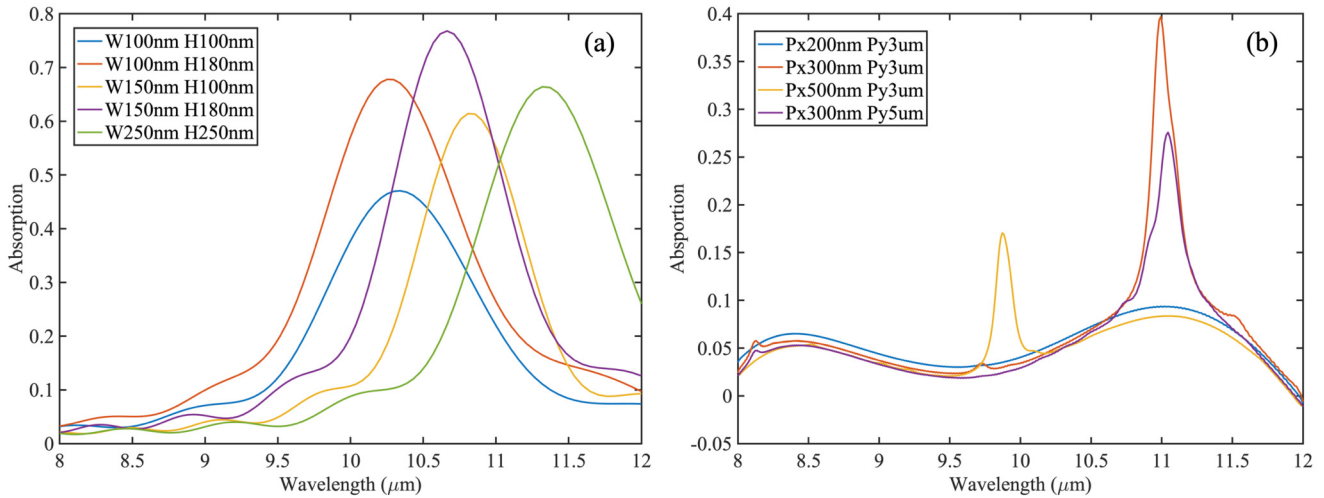 (a)
W100nm H100nm
W100nm H180nm
W150nm H100nm
W150nm H180nm
W250nm H250nm
Absorption
0.8
0.7
0.6
0.5
0.4
0.3
0.2
0.1
0
8 8.5 9 9.5 10 10.5 11 11.5 12
Wavelength (μm)
(b)
Px200nm Py3um
Px300nm Py3um
Px500nm Py3um
Px300nm Py5um
Absportion
0.4
0.35
0.3
0.25
0.2
0.15
0.1
0.05
0
-0.05
8 8.5 9 9.5 10 10.5 11 11.5 12
Wavelength (μm)